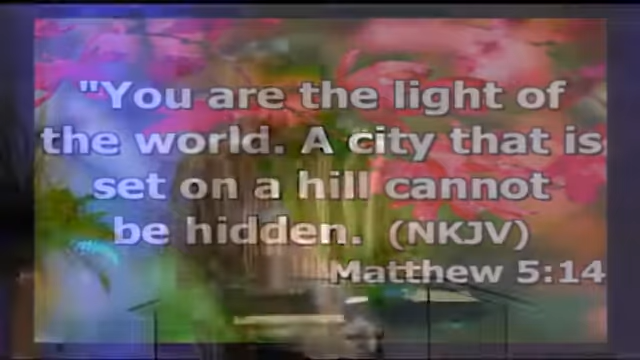 "You are the light of
the world. A city that is
set on a hill cannot
be hidden. (NKJV)
Matthew 5:14